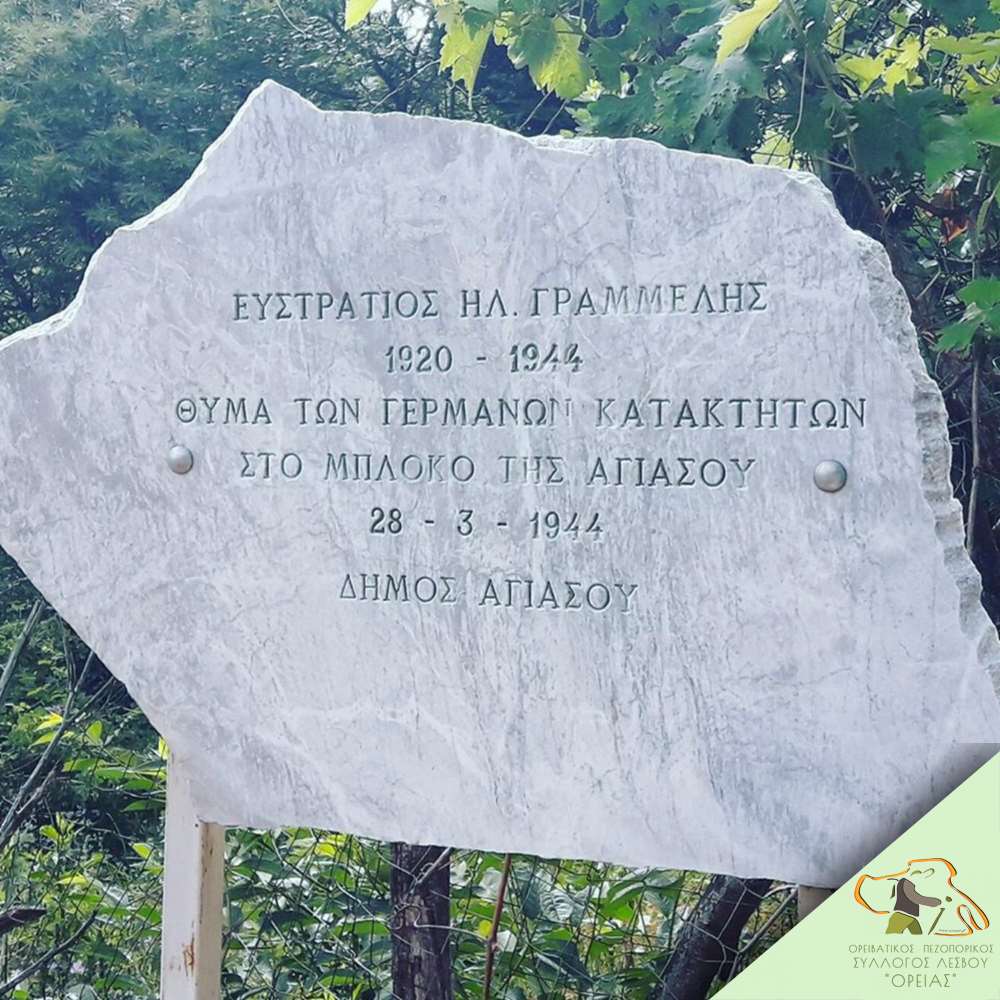 ΕΥΣΤΡΑΤΙΟΣ ΗΛ. ΓΡΑΜΜΕΛΗΣ
1920 - 1944
ΘΥΜΑ ΤΩΝ ΓΕΡΜΑΝΩΝ ΚΑΤΑΚΤΗΤΩΝ
ΣΤΟ ΜΠΛΟΚΟ ΤΗΣ ΑΓΙΑΣΟΥ
28 - 3 - 1944
ΔΗΜΟΣ ΑΓΙΑΣΟΥ
ΟΡΕΙΒΑΤΙΚΟΣ ΠΕΖΟΠΟΡΙΚΟΣ
ΣΥΛΛΟΓΟΣ ΛΕΣΒΟΥ
"ΟΡΕΙΑΣ"